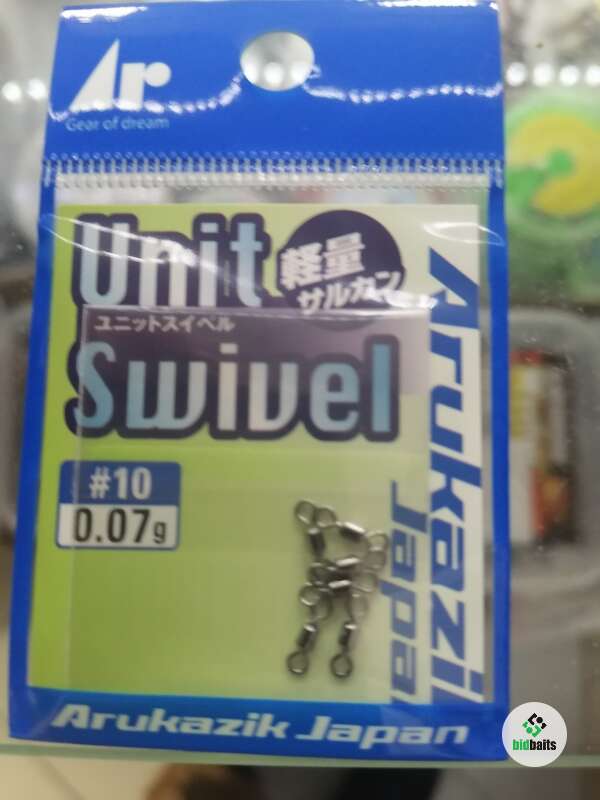 Ar
Gear of dream
Unit
軽量
サルカン
ユニットスイベル
Swivel
#10
0.07g
Arukazik
Japan
Arukazik Japan
bidbaits